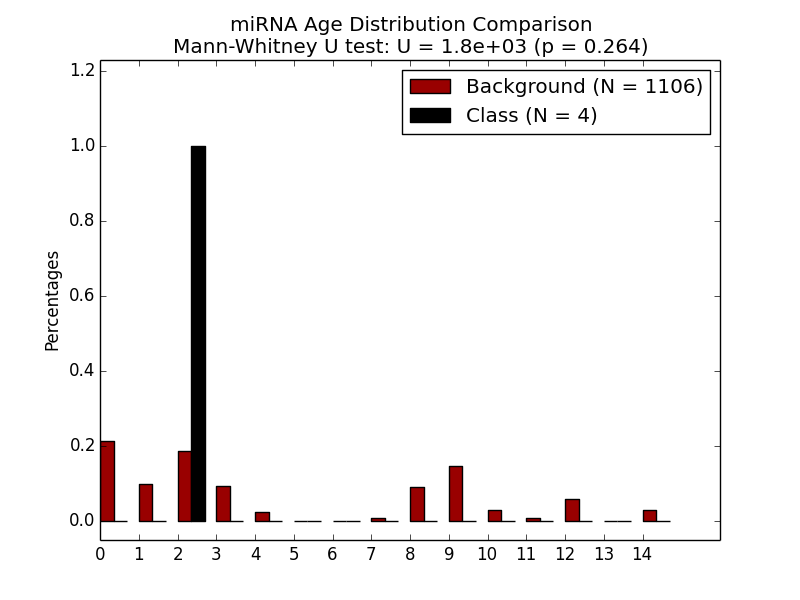 miRNA Age Distribution Comparison
Mann-Whitney U test: U = 1.8e+03 (p = 0.264)
Background (N = 1106)
Class (N = 4)
Percentages
1.2
1.0
0.8
0.6
0.4
0.2
0.0
0 1 2 3 4 5 6 7 8 9 10 11 12 13 14